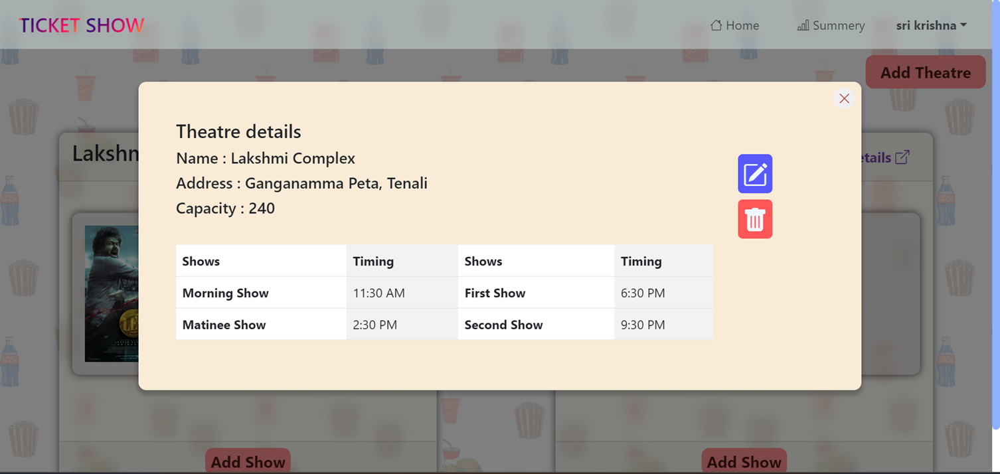 TICKET SHOW
Home Summery sri krishna
Add Theatre
Theatre details
Name : Lakshmi Complex
Address : Ganganamma Peta, Tenali
Capacity : 240
Shows Timing Shows Timing
Morning Show 11:30 AM First Show 6:30 PM
Matinee Show 2:30 PM Second Show 9:30 PM
Add Show Add Show